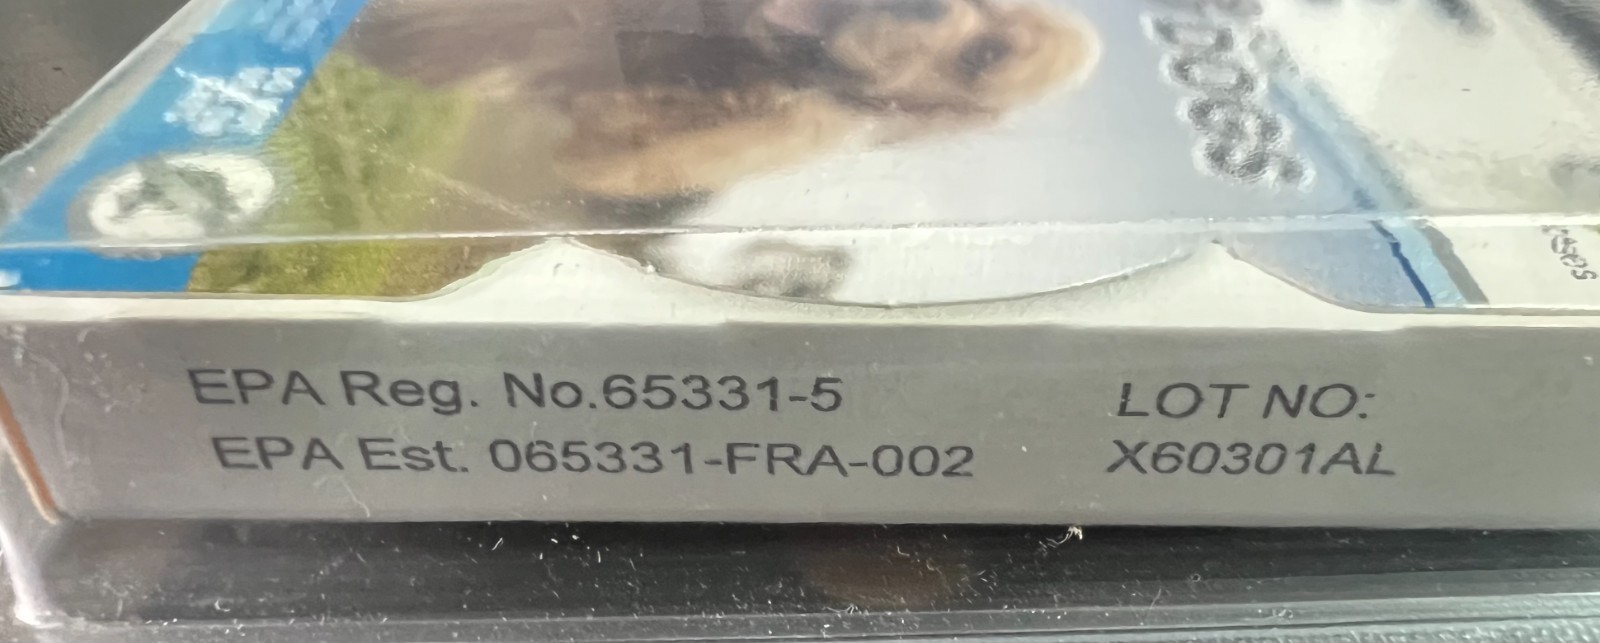 EPA Reg. No.65331-5
EPA Est. 065331-FRA-002
LOT NO:
X60301AL